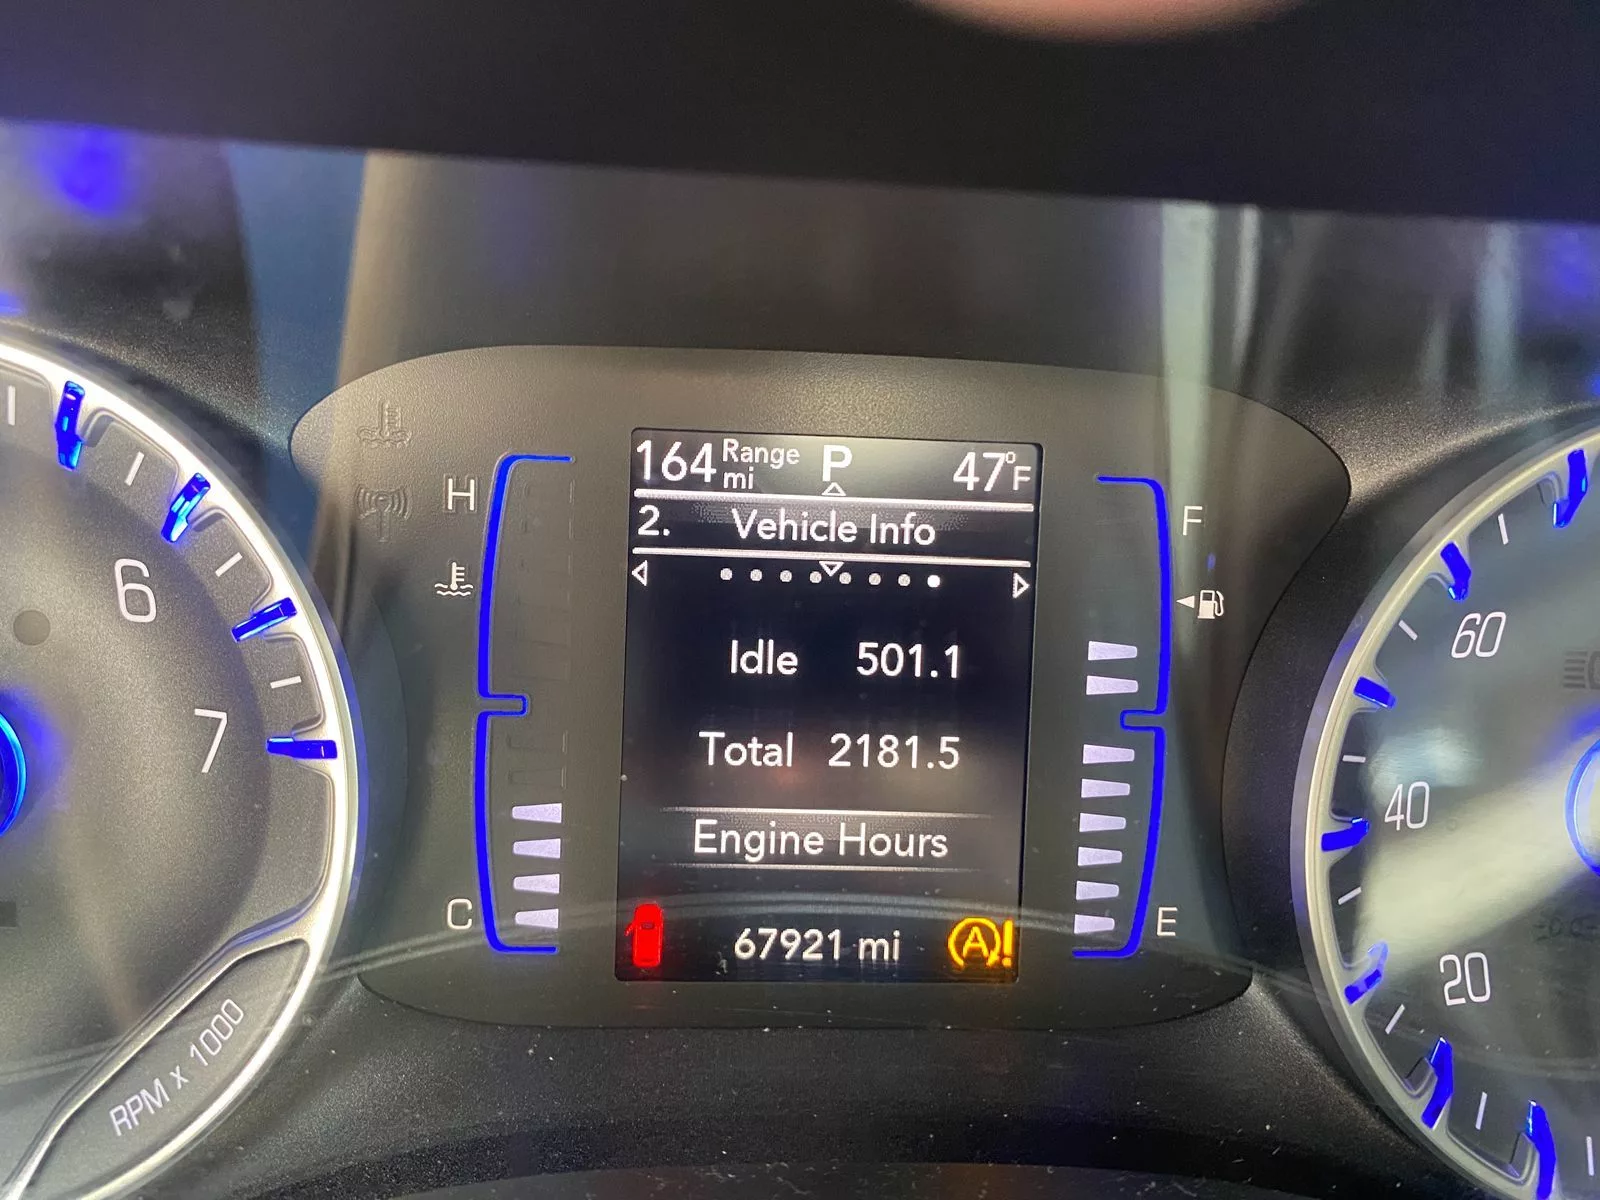 164 Range mi P 47°F
2. Vehicle Info
H
F
Idle 501.1
Total 2181.5
Engine Hours
C
E
67921 mi A!
6
7
RPM x 1000
60
40
20